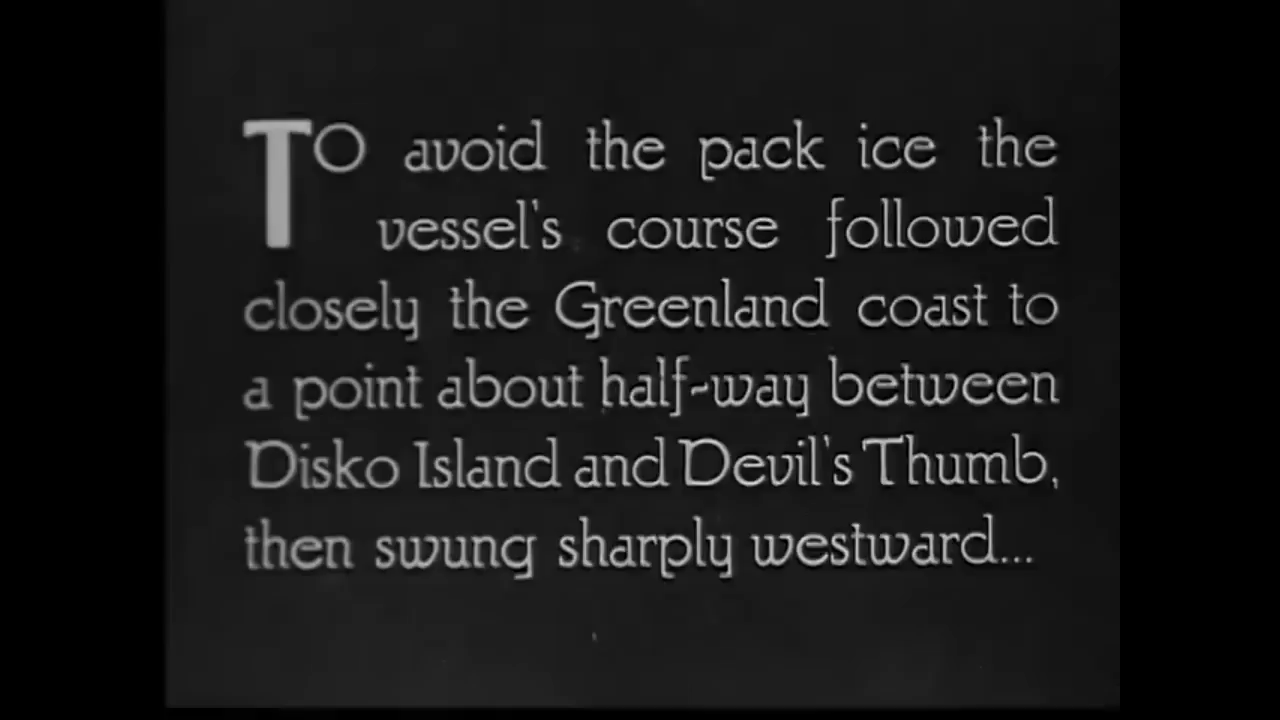 To avoid the pack ice the
vessel's course followed
closely the Greenland coast to
a point about half-way between
Disko Island and Devil's Thumb,
then swung sharply westward...